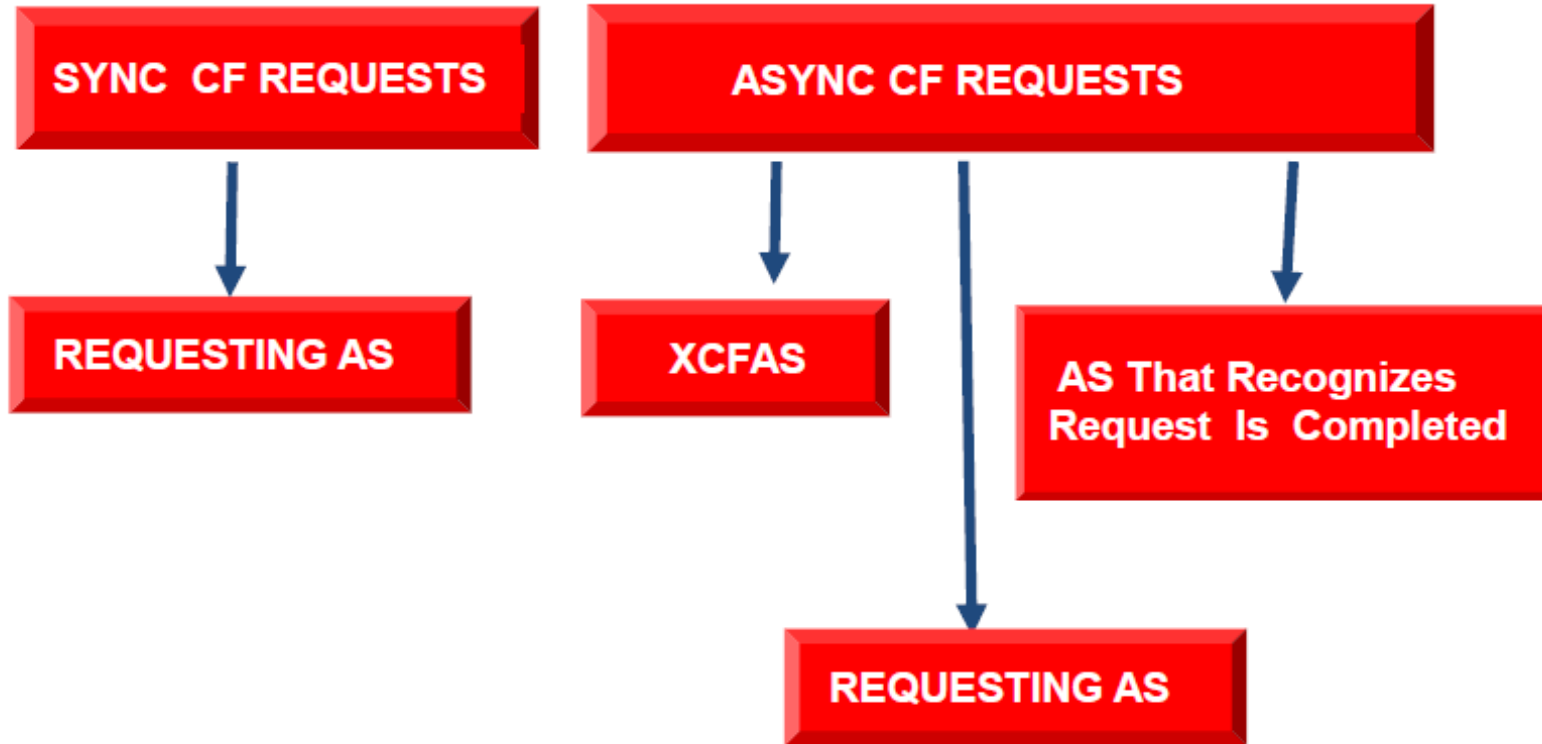 SYNC CF REQUESTS
ASYNC CF REQUESTS
REQUESTING AS
XCFAS
AS That Recognizes
Request Is Completed
REQUESTING AS